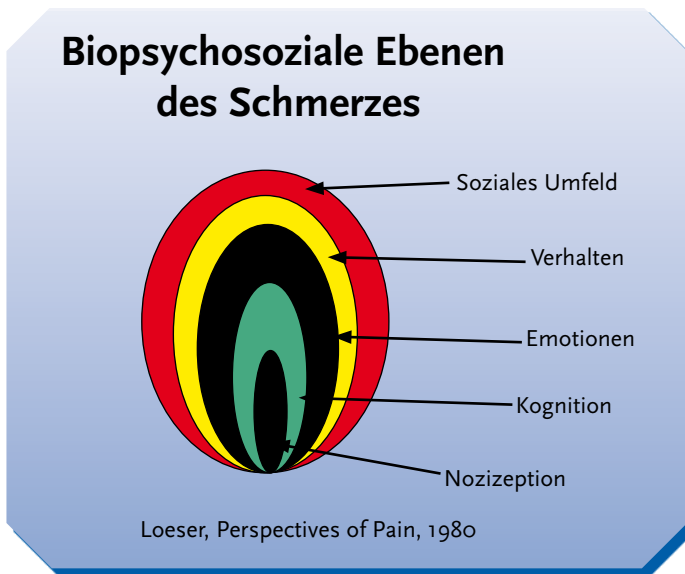 Biopsychosoziale Ebenen
des Schmerzes
Soziales Umfeld
Verhalten
Emotionen
Kognition
Nozizeption
Loeser, Perspectives of Pain, 1980